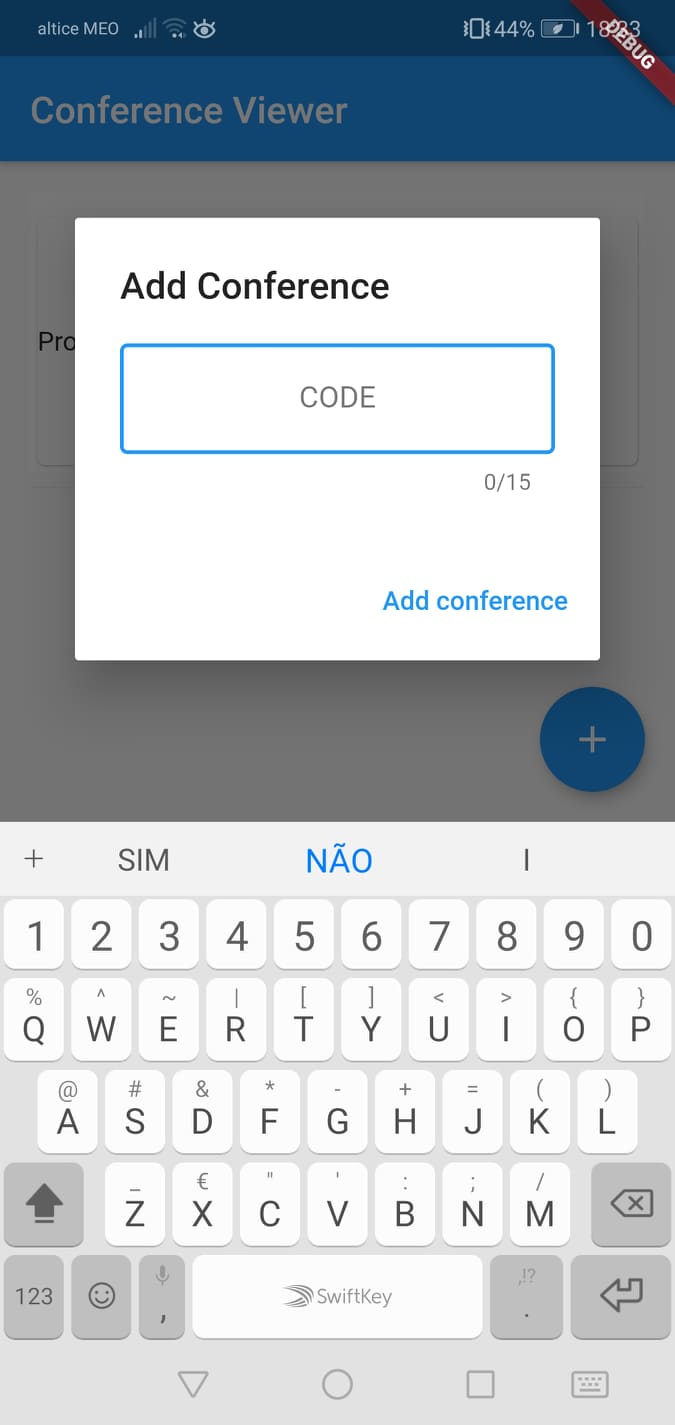 altice MEO 44% 18
DEBUG
Conference Viewer
Add Conference
Pro
CODE
0/15
Add conference
+
+ SIM NÃO I
1 2 3 4 5 6 7 8 9 0
% ^ ~ | [ ] < > { }
Q W E R T Y U I O P
@ # & * - + = ( )
A S D F G H J K L
_ € " ' : ; /
Z X C V B N M
,!?
123 , SwiftKey .